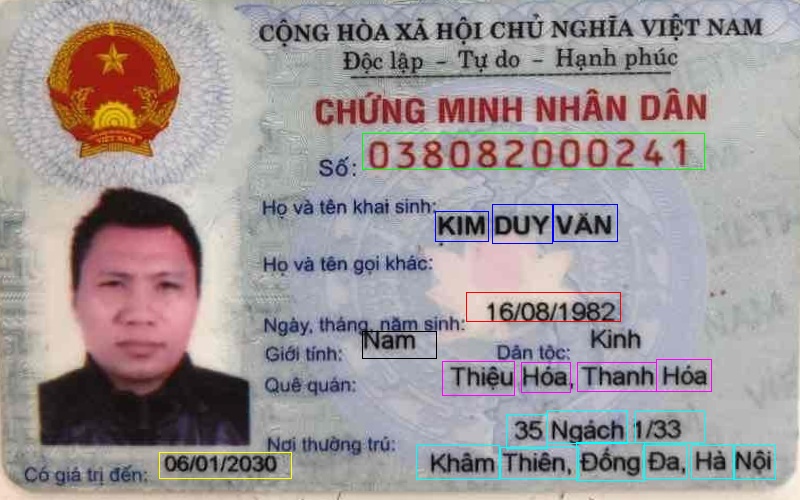 CỘNG HÒA XÃ HỘI CHỦ NGHĨA VIỆT NAM
Độc lập - Tự do - Hạnh phúc
CHỨNG MINH NHÂN DÂN
Số: 038082000241
Họ và tên khai sinh: KIM DUY VĂN
Họ và tên gọi khác:
Ngày, tháng, năm sinh: 16/08/1982
Giới tính: Nam Dân tộc: Kinh
Quê quán: Thiệu Hóa, Thanh Hóa
Nơi thường trú: 35 Ngách 1/33
Khâm Thiên, Đống Đa, Hà Nội
Có giá trị đến: 06/01/2030
VIỆT NAM